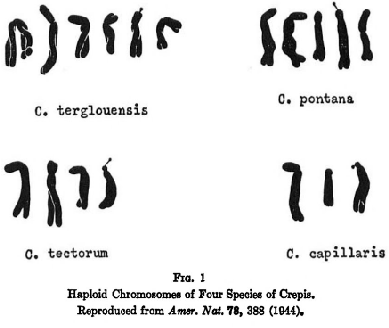 C. terglouensis
C. pontana
C. tectorum
C. capillaris
FIG. 1
Haploid Chromosomes of Four Species of Crepis.
Reproduced from Amer. Nat. 78, 388 (1944).